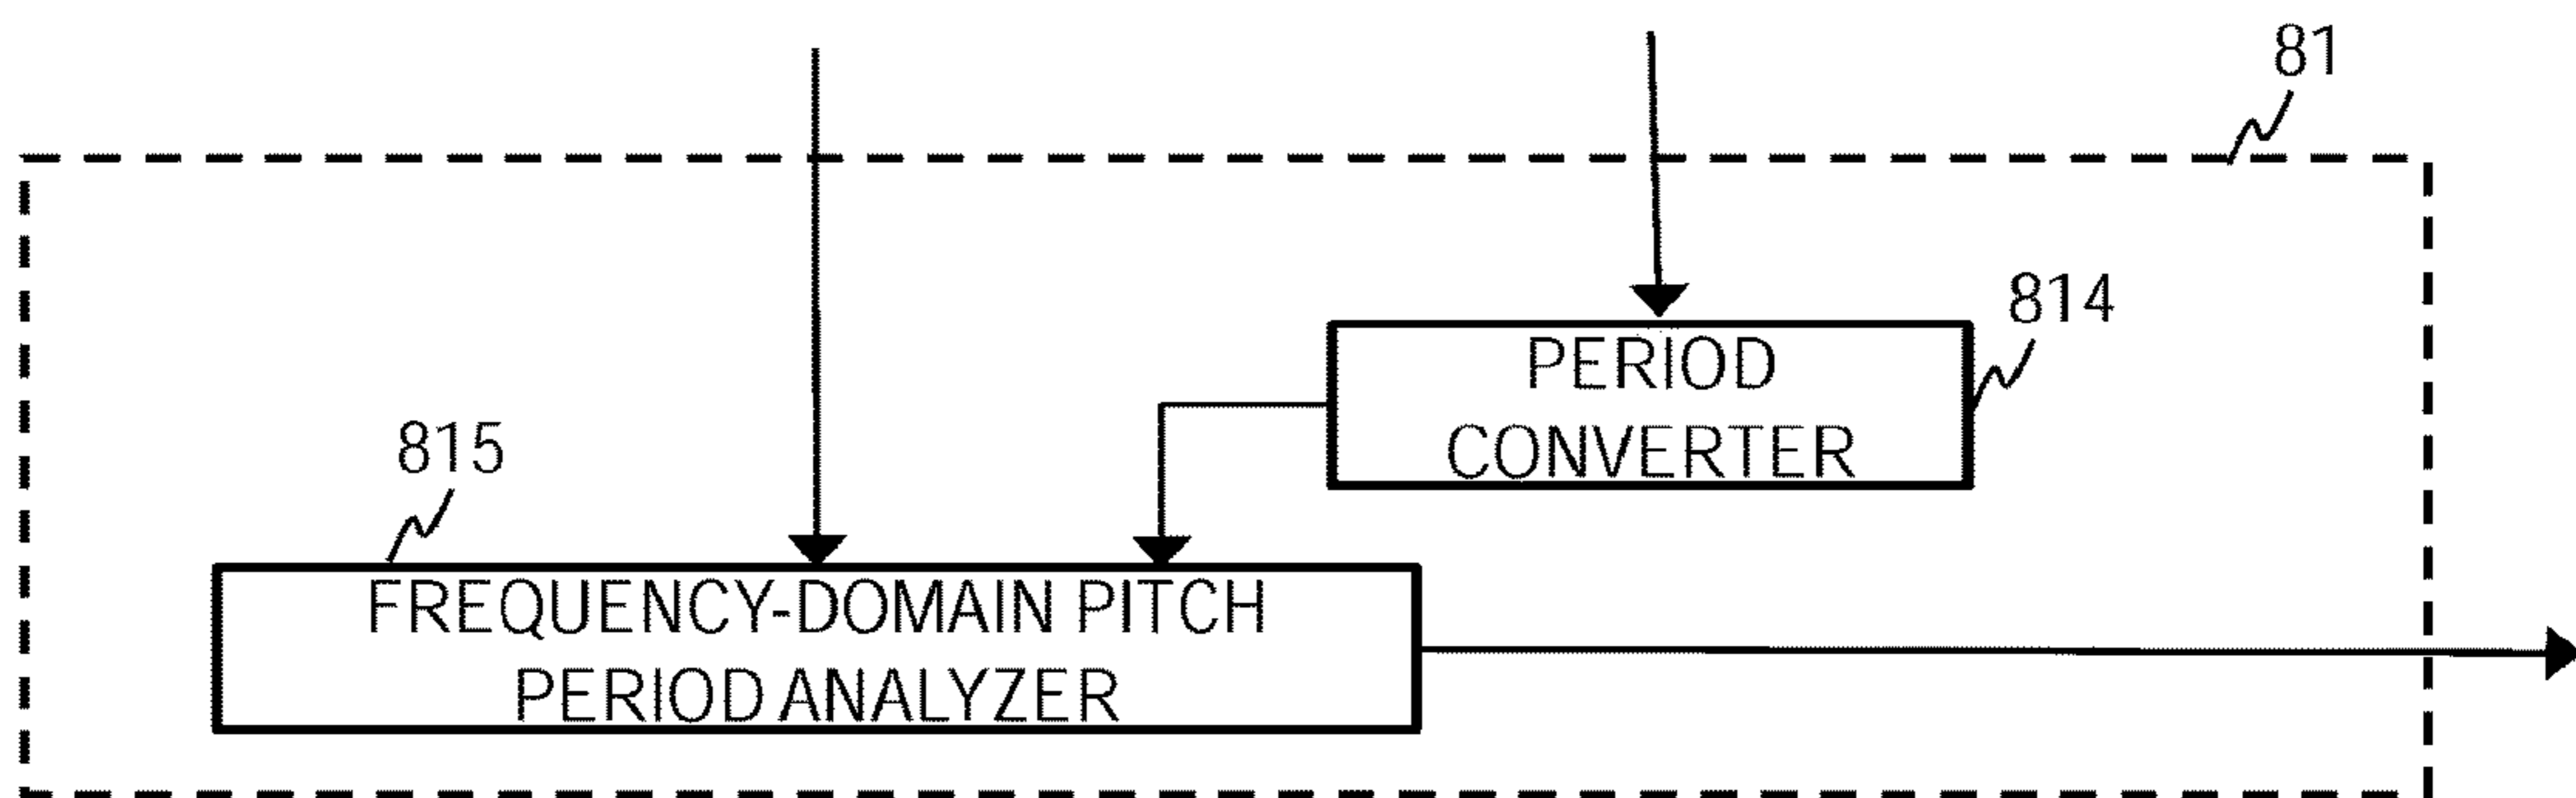 81
814
PERIOD
CONVERTER
815
FREQUENCY-DOMAIN PITCH
PERIOD ANALYZER